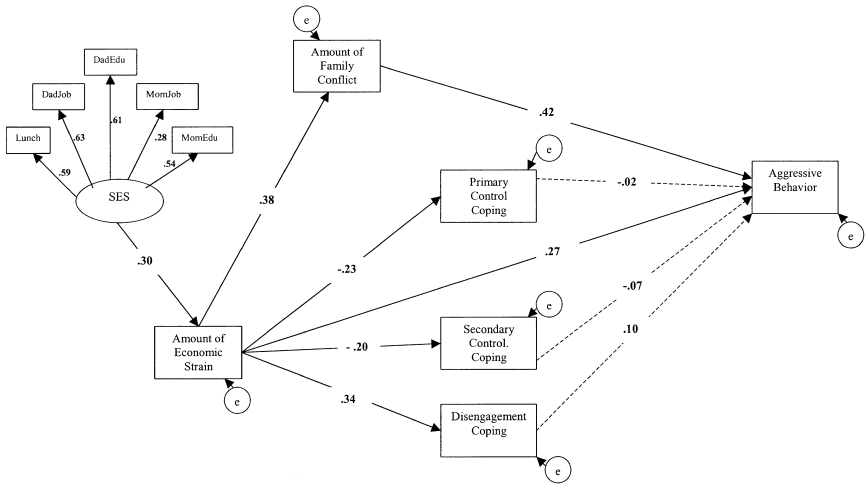 e
Amount of
Family
Conflict
DadEdu
DadJob
MomJob
Lunch
MomEdu
.61
.63
.28
.59
.54
SES
.42
e
Primary
Control
Coping
-.02
Aggressive
Behavior
e
.38
.30
-.23
.27
-.07
e
Amount of
Economic
Strain
e
- .20
Secondary
Control.
Coping
.10
.34
Disengagement
Coping
e